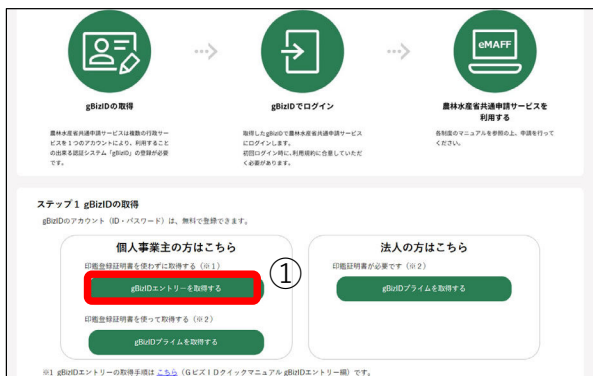 eMAFF
gBizIDの取得
gBizIDでログイン
農林水産省共通申請サービスを
利用する
農林水産省共通申請サービスは複数の行政サー
ビスを1つのアカウントにより、利用すること
の出来る認証システム「gBizID」の登録が必要
です。
取得したgBizIDで農林水産省共通申請サービス
にログインします。
初回ログイン時に、利用規約に合意していただ
く必要があります。
各制度のマニュアルを参照の上、申請を行って
ください。
ステップ1 gBizIDの取得
gBizIDのアカウント（ID・パスワード）は、無料で登録できます。
個人事業主の方はこちら
印鑑登録証明書を使わずに取得する（※1）
gBizIDエントリーを取得する
①
印鑑登録証明書を使って取得する（※2）
gBizIDプライムを取得する
法人の方はこちら
印鑑証明書が必要です（※2）
gBizIDプライムを取得する
※1 gBizIDエントリーの取得手順は こちら（GビズIDクイックマニュアル gBizIDエントリー編）です。